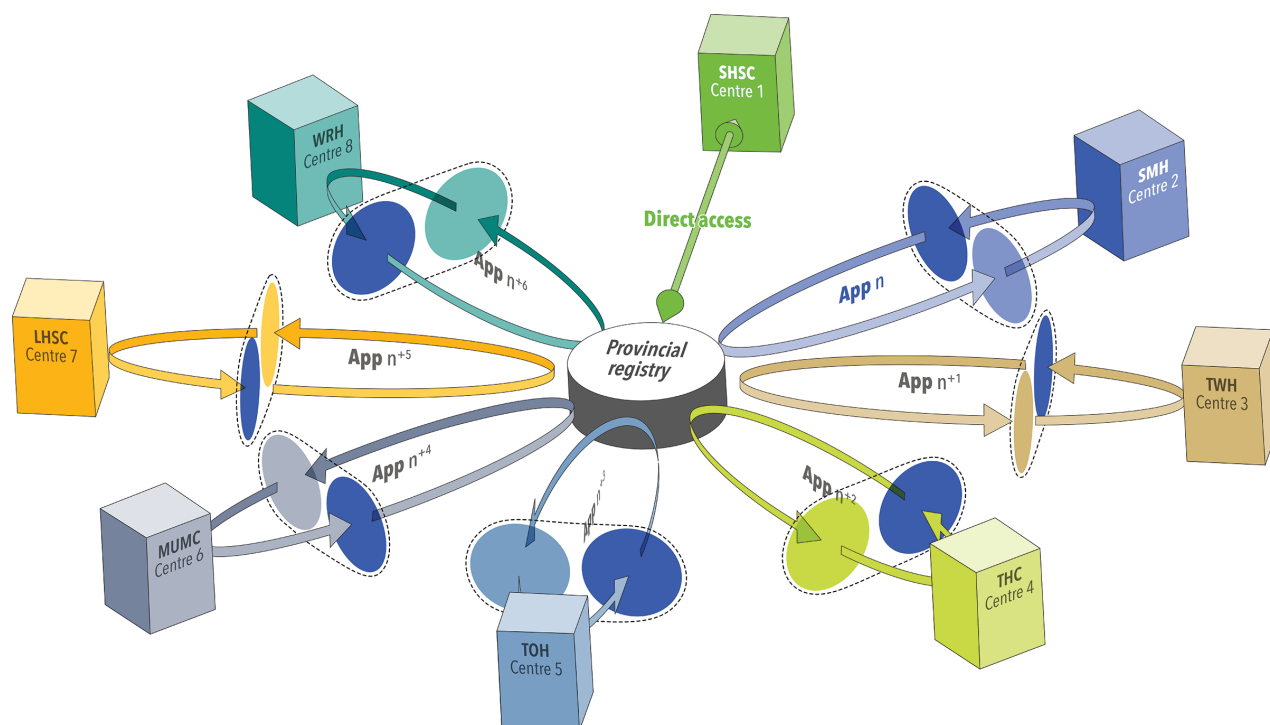 SHSC
Centre 1
WRH
Centre 8
SMH
Centre 2
Direct access
App n+6
App n
LHSC
Centre 7
App n+5
Provincial
registry
App n+1
TWH
Centre 3
App n+4
App n+2
MUMC
Centre 6
App
THC
Centre 4
TOH
Centre 5